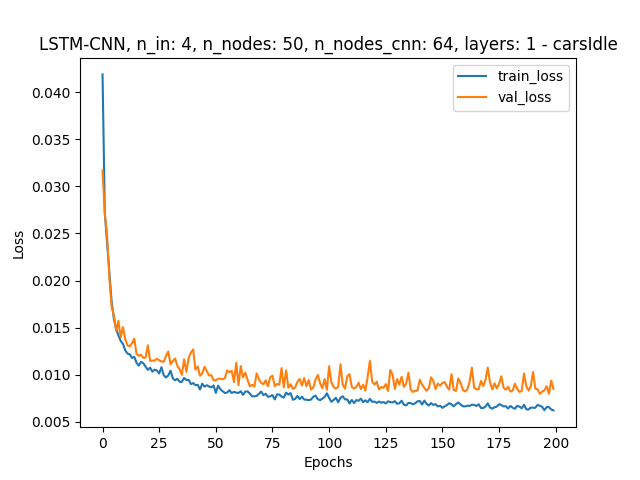 LSTM-CNN, n_in: 4, n_nodes: 50, n_nodes_cnn: 64, layers: 1 - carsIdle
train_loss
val_loss
0.040
0.035
0.030
0.025
0.020
0.015
0.010
0.005
Loss
0 25 50 75 100 125 150 175 200
Epochs